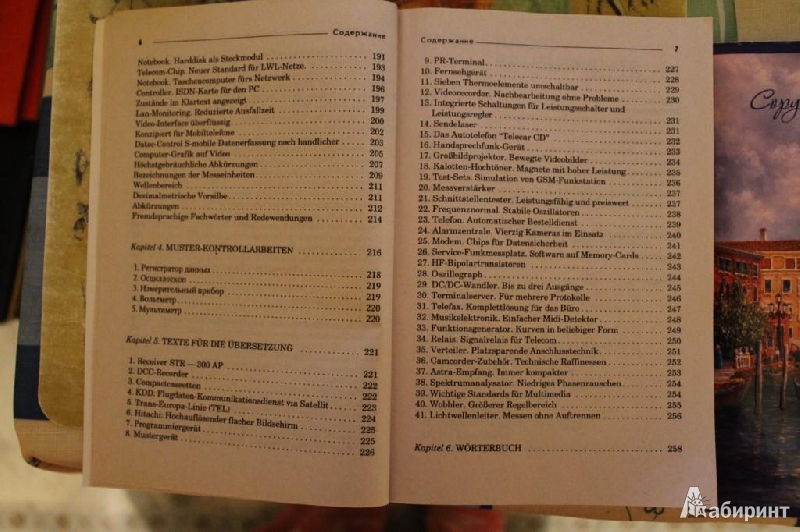 6 Содержание
Notebook. Harddisk als Steckmodul 191
Telecom-Chip. Neuer Standard für LWL-Netze. 193
Notebook. Taschencomputer fürs Netzwerk 194
Controller. ISDN-Karte für den PC 196
Zustände im Klartext angezeigt 197
Lan-Monitoring. Reduzierte Ausfallzeit 199
Video-Interface überflüssig 200
Konzipert für Mobiltelefone 202
Datec-Control S-mobile Datenerfassung nach handlicher 203
Computer-Grafik auf Video 205
Höchstgebräuchliche Abkürzungen 207
Bezeichnungen der Messeinheiten 209
Wellenbereich 211
Dezimalmetrische Vorsilbe 211
Abkürzungen 212
Fremdsprachige Fachwörter und Redewendungen 214
Kapitel 4. MUSTER-KONTROLLARBEITEN 216
1. Регистратор данных 218
2. Осциллоскоп 219
3. Измерительный прибор 219
4. Вольтметр 220
5. Мультиметр 220
Kapitel 5. TEXTE FÜR DIE ÜBERSETZUNG 221
1. Receiver STR—300 AP 221
2. DCC-Recorder 222
3. Compactcassetten 222
4. KDD. Flugdaten-Kommunikationsdienst via Satellit 223
5. Trans-Europa-Linie (TEL) 224
6. Hitachi: Hochauflösender flacher Bildschirm 225
7. Programmiergerät 225
8. Mustergerät 226
Содержание 7
9. PR-Terminal 227
10. Fernsehgerät 228
11. Sieben Thermoelemente umschaltbar 229
12. Videorecorder. Nachbearbeitung ohne Probleme 230
13. Integrierte Schaltungen für Leistungsschalter und
Leistungsregler 231
14. Sendelaser 231
15. Das Autotelefon "Telecar CD" 232
16. Handsprechfunk-Gerät 234
17. Großbildprojektor. Bewegte Videobilder 235
18. Kalotten-Hochtöner. Magnete mit hoher Leistung 236
19. Test-Sets. Simulation von GSM-Funkstation 236
20. Messverstärker 237
21. Schnittstellentester. Leistungsfähig und preiswert 237
22. Frequenznormal. Stabile Oszillatoren 238
23. Telefon. Automatischer Bestelldienst 239
24. Alarmzentrale. Vierzig Kameras im Einsatz 240
25. Modem. Chips für Datensicherheit 241
26. Service-Funkmessplatz. Software auf Memory-Cards 242
27. HF-Bipolartransistoren 243
28. Oszillograph 244
29. DC/DC-Wandler. Bis zu drei Ausgänge 245
30. Terminalserver. Für mehrere Protokolle 246
31. Telefax. Komplettlösung für das Büro 247
32. Musikelektronik. Einfacher Midi-Detektor 248
33. Funktionsgenerator. Kurven in beliebiger Form 249
34. Relais. Signalrelais für Telecom 250
35. Verteiler. Platzsparende Anschlusstechnik. 251
36. Camcorder-Zubehör. Technische Raffinessen 252
37. Astra-Empfang. Immer kompakter 253
38. Spektrumanalysator. Niedriges Phasenrauschen 254
39. Wichtige Standards für Multimedia 254
40. Wobbler. Größerer Regelbereich 255
41. Lichtwellenleiter. Messen ohne Auftrennen 256
Kapitel 6. WÖRTERBUCH 258
Лабиринт